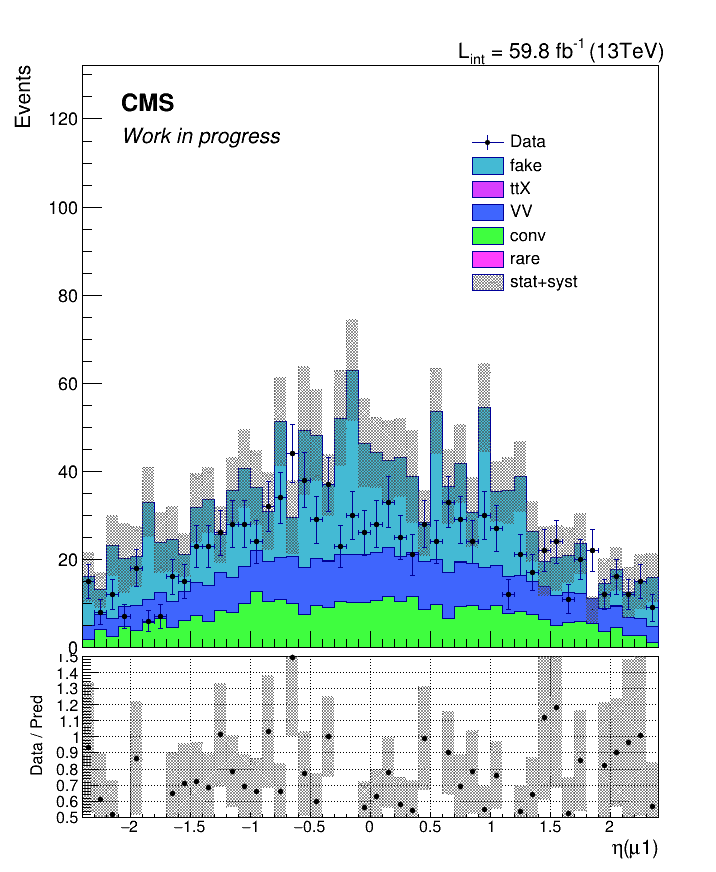 L_int = 59.8 fb^-1 (13TeV)
Events
CMS
Work in progress
120
100
80
60
40
20
0
Data
fake
ttX
VV
conv
rare
stat+syst
Data / Pred
1.5
1.4
1.3
1.2
1.1
1
0.9
0.8
0.7
0.6
0.5
−2 −1.5 −1 −0.5 0 0.5 1 1.5 2
η(μ1)